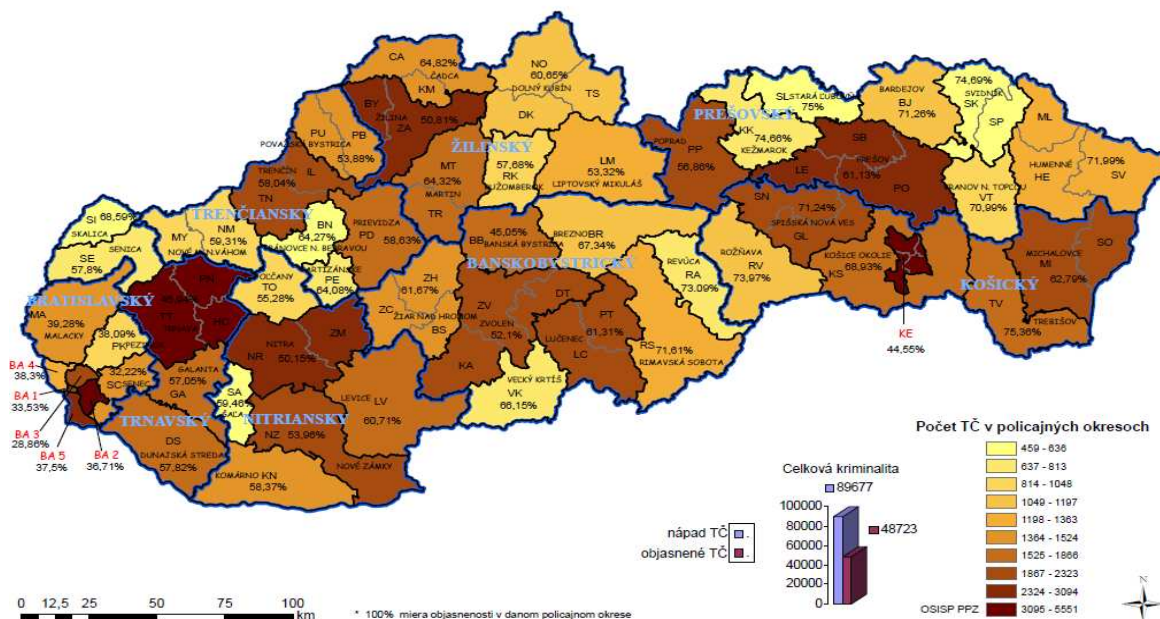 CA 64,82%
ČADCA
KM
NO
60,65%
DOLNÝ KUBÍN
TS
DK
BY
ŽILINA
ZA 50,81%
PU
PB
POVAŽSKÁ BYSTRICA
53,88%
IL
TRENČÍN
58,04%
TN
TRENČIANSKY
ŽILINSKÝ
MT
64,32%
MARTIN
TR
57,68%
RK
RUŽOMBEROK
LM
53,32%
LIPTOVSKÝ MIKULÁŠ
POPRAD
PP
56,86%
PREŠOVSKÝ
SL STARÁ ĽUBOVŇA
75%
KK
74,66%
KEŽMAROK
BARDEJOV
BJ
71,26%
74,69%
SVIDNÍK
SK
SP
ML
HUMENNÉ
HE
71,99%
SV
SB
PREŠOV
61,13%
LE
PO
VRANOV N. TOPĽOU
VT
70,99%
SI 68,59%
SKALICA
SENICA
SE
57,8%
MY
NM
59,31%
NOVÉ MESTO N.VÁHOM
BN
64,27%
BÁNOVCE N. BEBRAVOU
PRIEVIDZA
PD
58,63%
PARTIZÁNSKE
PE
64,08%
TOPOĽČANY
TO
55,28%
BB
46,05%
BANSKÁ BYSTRICA
BREZNO BR
67,34%
BANSKOBYSTRICKÝ
REVÚCA
RA
73,09%
ROŽŇAVA
RV
73,97%
SN
71,24%
SPIŠSKÁ NOVÁ VES
GL
KOŠICE OKOLIE
KS 68,93%
KOŠICKÝ
MICHALOVCE
MI
62,79%
SO
TV
TREBIŠOV
75,36%
KE
44,55%
BRATISLAVSKÝ
MA
39,28%
MALACKY
38,09%
PK PEZINOK
32,22%
SC SENEC
PN
PT
HC
GALANTA
57,05%
GA
TRNAVSKÝ
DS
DUNAJSKÁ STREDA
57,82%
ZM
NITRA
NR 50,15%
SA
59,46%
ŠAĽA
NITRIANSKY
NZ 53,96%
NOVÉ ZÁMKY
LEVICE
LV
60,71%
KOMÁRNO KN
58,37%
ZH
61,67%
ZC
ŽIAR NAD HRONOM
BS
ZV
ZVOLEN
52,1%
KA
DT
PT
61,31%
LUČENEC
LC
VEĽKÝ KRTÍŠ
VK
66,15%
RS 71,61%
RIMAVSKÁ SOBOTA
BA 4
38,3%
BA 1
33,53%
BA 3
28,86%
BA 5
37,5%
BA 2
36,71%
Počet TČ v policajných okresoch
459 - 636
637 - 813
814 - 1048
1049 - 1197
1198 - 1363
1364 - 1524
1525 - 1866
1867 - 2323
2324 - 3094
3095 - 5551
OSISP PPZ
Celková kriminalita
89677
48723
100000
80000
60000
40000
20000
0
nápad TČ .
objasnené TČ .
0 12,5 25 50 75 100
km
* 100% miera objasnenosti v danom policajnom okrese
N